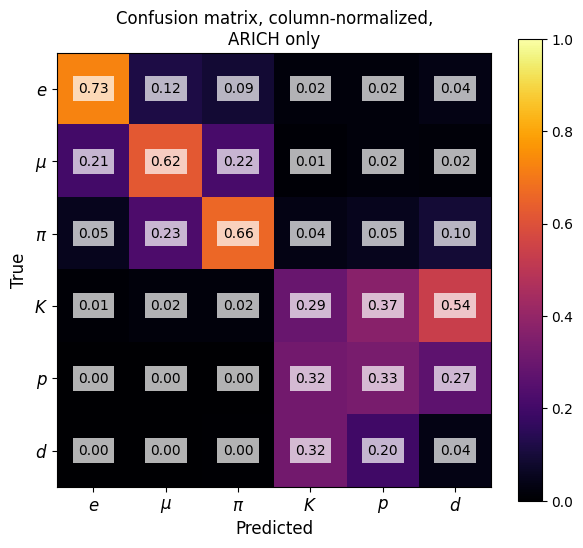 Confusion matrix, column-normalized,
ARICH only
e 0.73 0.12 0.09 0.02 0.02 0.04
μ 0.21 0.62 0.22 0.01 0.02 0.02
π 0.05 0.23 0.66 0.04 0.05 0.10
K 0.01 0.02 0.02 0.29 0.37 0.54
p 0.00 0.00 0.00 0.32 0.33 0.27
d 0.00 0.00 0.00 0.32 0.20 0.04
e μ π K p d
True
Predicted
1.0
0.8
0.6
0.4
0.2
0.0